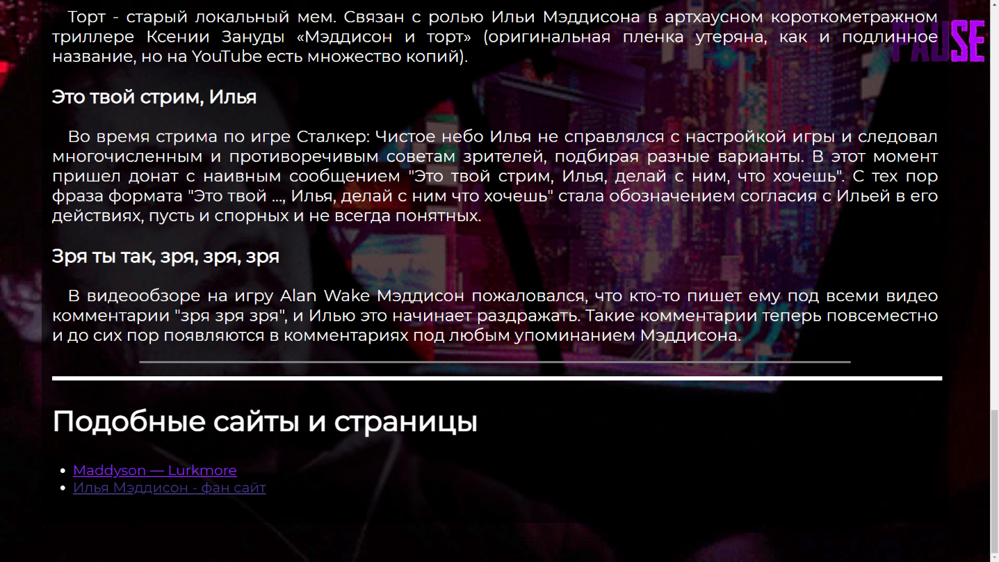 Торт - старый локальный мем. Связан с ролью Ильи Мэддисона в артхаусном короткометражном
триллере Ксении Зануды «Мэддисон и торт» (оригинальная пленка утеряна, как и подлинное
название, но на YouTube есть множество копий).
PAUSE
Это твой стрим, Илья
Во время стрима по игре Сталкер: Чистое небо Илья не справлялся с настройкой игры и следовал
многочисленным и противоречивым советам зрителей, подбирая разные варианты. В этот момент
пришел донат с наивным сообщением "Это твой стрим, Илья, делай с ним, что хочешь". С тех пор
фраза формата "Это твой ..., Илья, делай с ним что хочешь" стала обозначением согласия с Ильей в его
действиях, пусть и спорных и не всегда понятных.
Зря ты так, зря, зря, зря
В видеообзоре на игру Alan Wake Мэддисон пожаловался, что кто-то пишет ему под всеми видео
комментарии "зря зря зря", и Илью это начинает раздражать. Такие комментарии теперь повсеместно
и до сих пор появляются в комментариях под любым упоминанием Мэддисона.
Подобные сайты и страницы
Maddyson — Lurkmore
Илья Мэддисон - фан сайт